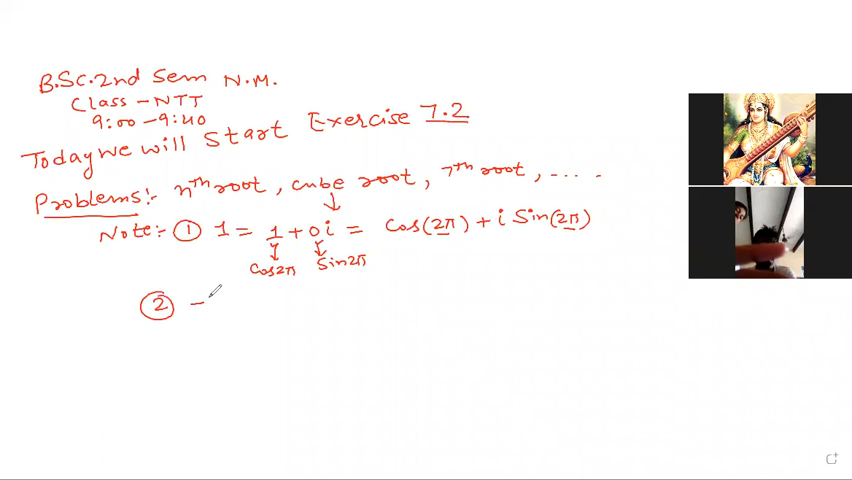 B.Sc. 2nd Sem N.M.
Class - NTT
9:00 - 9:40
Today we will Start Exercise 7.2
Problems:- nth root, cube root, 7th root, .... .
Note:- ① 1 = 1 + 0i = Cos(2π) + i Sin(2π)
Cos2π Sin2π
② -